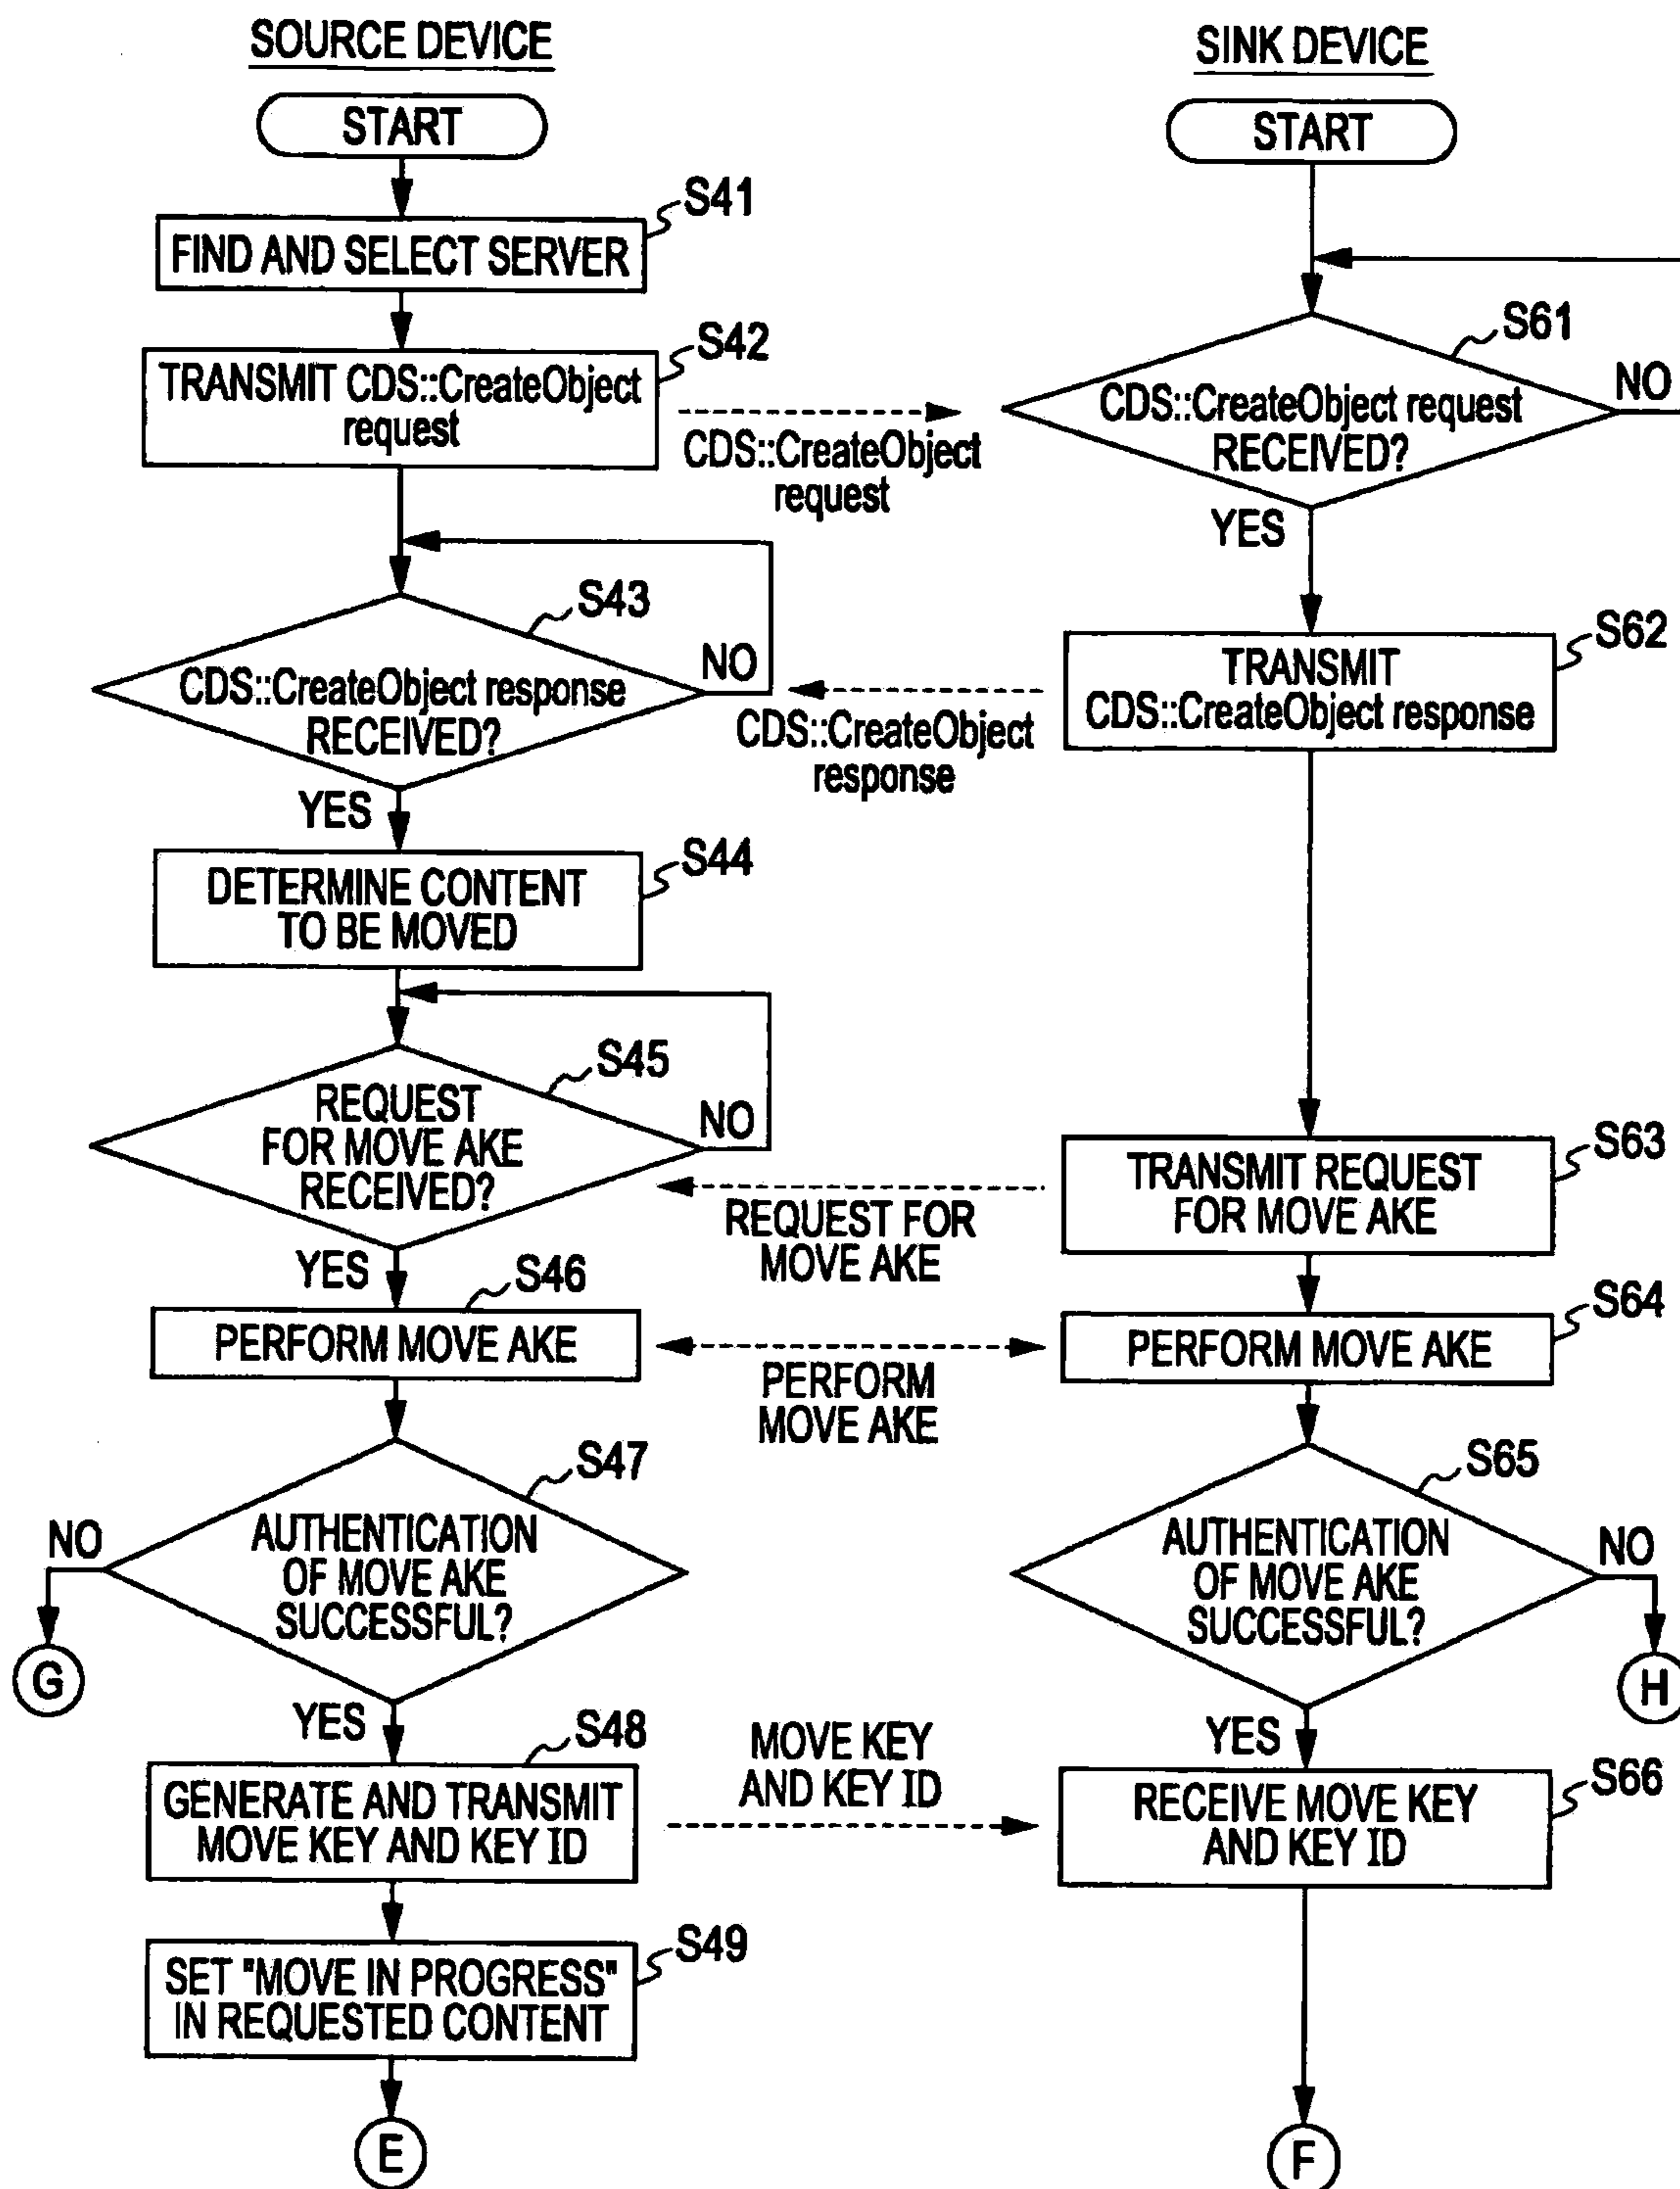 SOURCE DEVICE
START
S41
FIND AND SELECT SERVER
S42
TRANSMIT CDS::CreateObject
request
CDS::CreateObject
request
S43
NO
CDS::CreateObject response
RECEIVED?
CDS::CreateObject
response
YES
S44
DETERMINE CONTENT
TO BE MOVED
S45
REQUEST
FOR MOVE AKE
RECEIVED?
NO
REQUEST FOR
MOVE AKE
YES
S46
PERFORM MOVE AKE
PERFORM
MOVE AKE
S47
NO
AUTHENTICATION
OF MOVE AKE
SUCCESSFUL?
G
YES
S48
GENERATE AND TRANSMIT
MOVE KEY AND KEY ID
MOVE KEY
AND KEY ID
S49
SET "MOVE IN PROGRESS"
IN REQUESTED CONTENT
E
SINK DEVICE
START
S61
CDS::CreateObject request
RECEIVED?
NO
YES
S62
TRANSMIT
CDS::CreateObject response
S63
TRANSMIT REQUEST
FOR MOVE AKE
S64
PERFORM MOVE AKE
S65
AUTHENTICATION
OF MOVE AKE
SUCCESSFUL?
NO
H
YES
S66
RECEIVE MOVE KEY
AND KEY ID
F